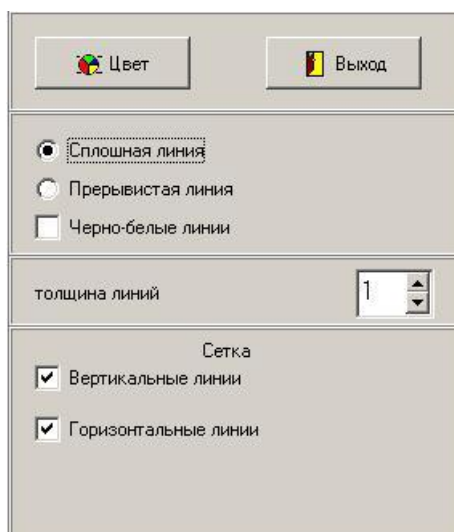 Цвет Выход
Сплошная линия
Прерывистая линия
Черно-белые линии
толщина линий 1
Сетка
Вертикальные линии
Горизонтальные линии